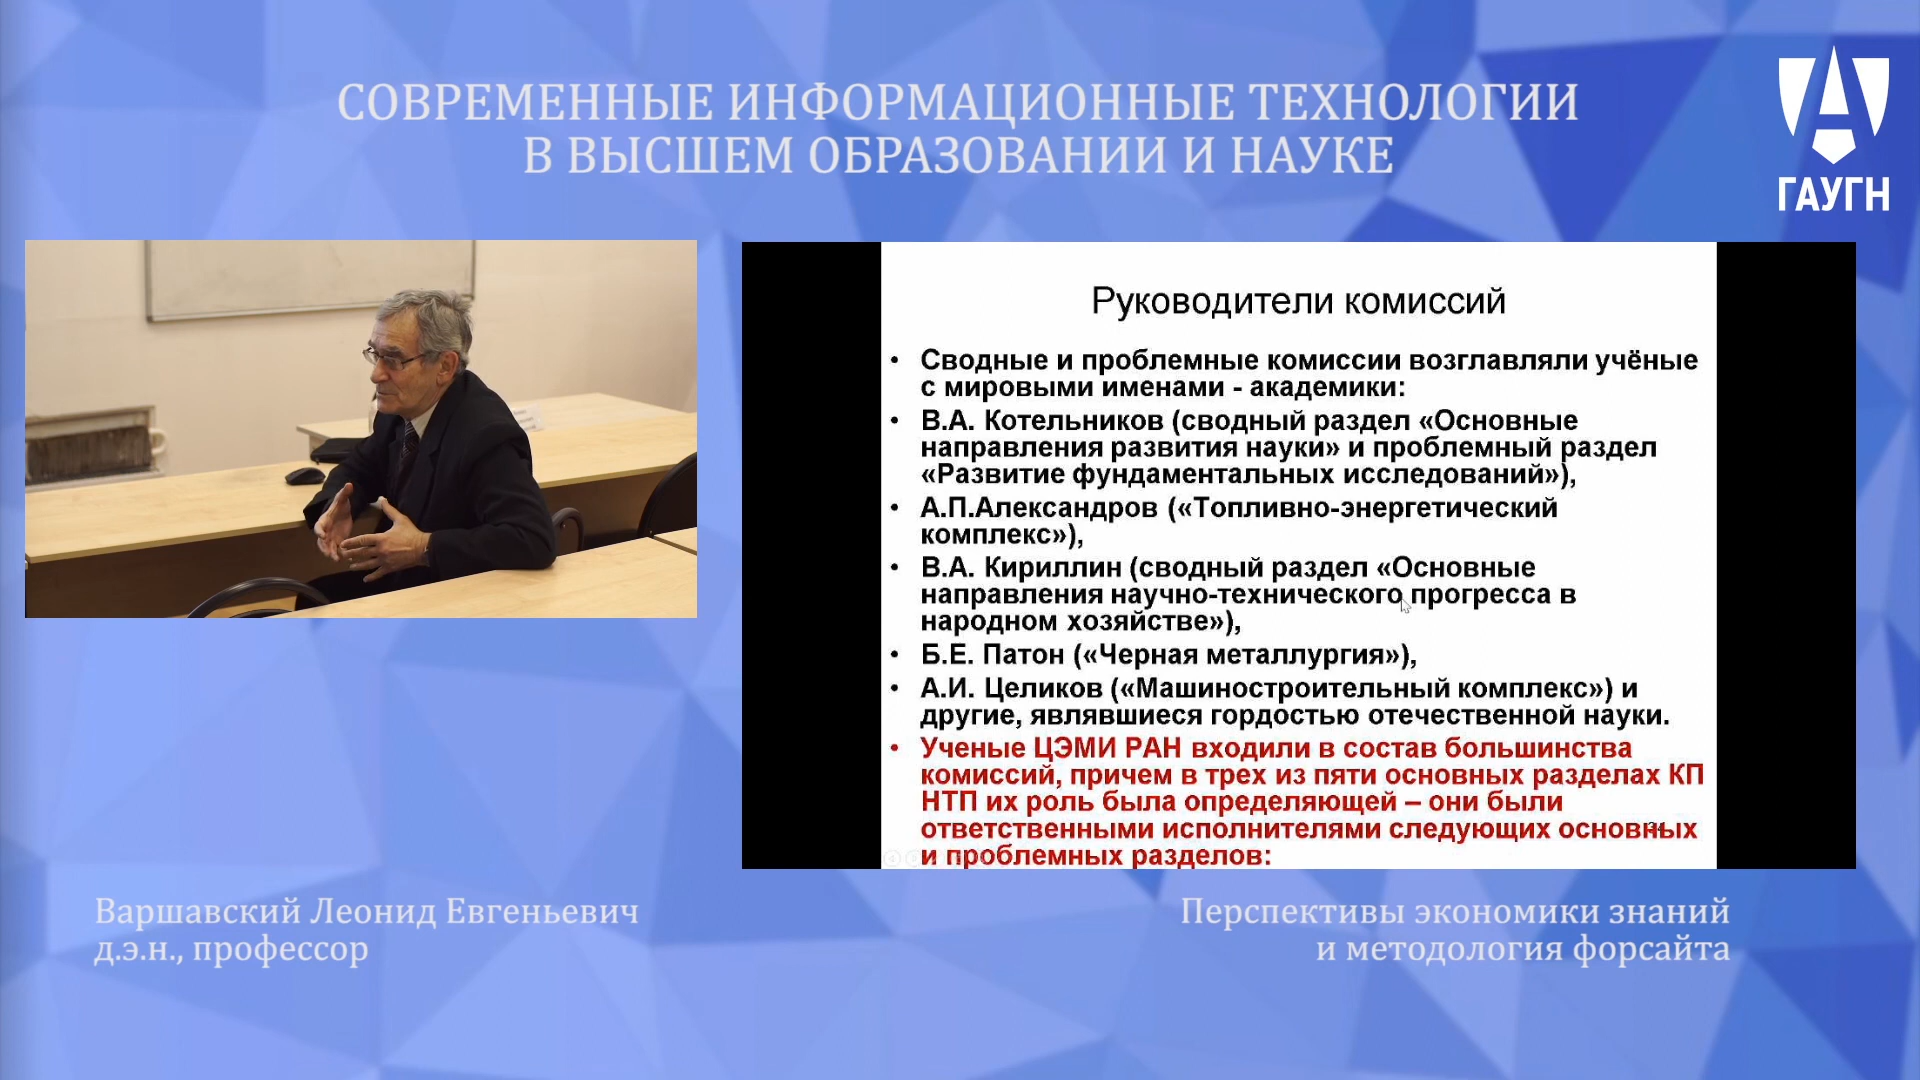 СОВРЕМЕННЫЕ ИНФОРМАЦИОННЫЕ ТЕХНОЛОГИИ
В ВЫСШЕМ ОБРАЗОВАНИИ И НАУКЕ
ГАУГН
Руководители комиссий
• Сводные и проблемные комиссии возглавляли учёные
с мировыми именами - академики:
• В.А. Котельников (сводный раздел «Основные
направления развития науки» и проблемный раздел
«Развитие фундаментальных исследований»),
• А.П.Александров («Топливно-энергетический
комплекс»),
• В.А. Кириллин (сводный раздел «Основные
направления научно-технического прогресса в
народном хозяйстве»),
• Б.Е. Патон («Черная металлургия»),
• А.И. Целиков («Машиностроительный комплекс») и
другие, являвшиеся гордостью отечественной науки.
• Ученые ЦЭМИ РАН входили в состав большинства
комиссий, причем в трех из пяти основных разделах КП
НТП их роль была определяющей – они были
ответственными исполнителями следующих основных
и проблемных разделов:
Варшавский Леонид Евгеньевич
д.э.н., профессор
Перспективы экономики знаний
и методология форсайта